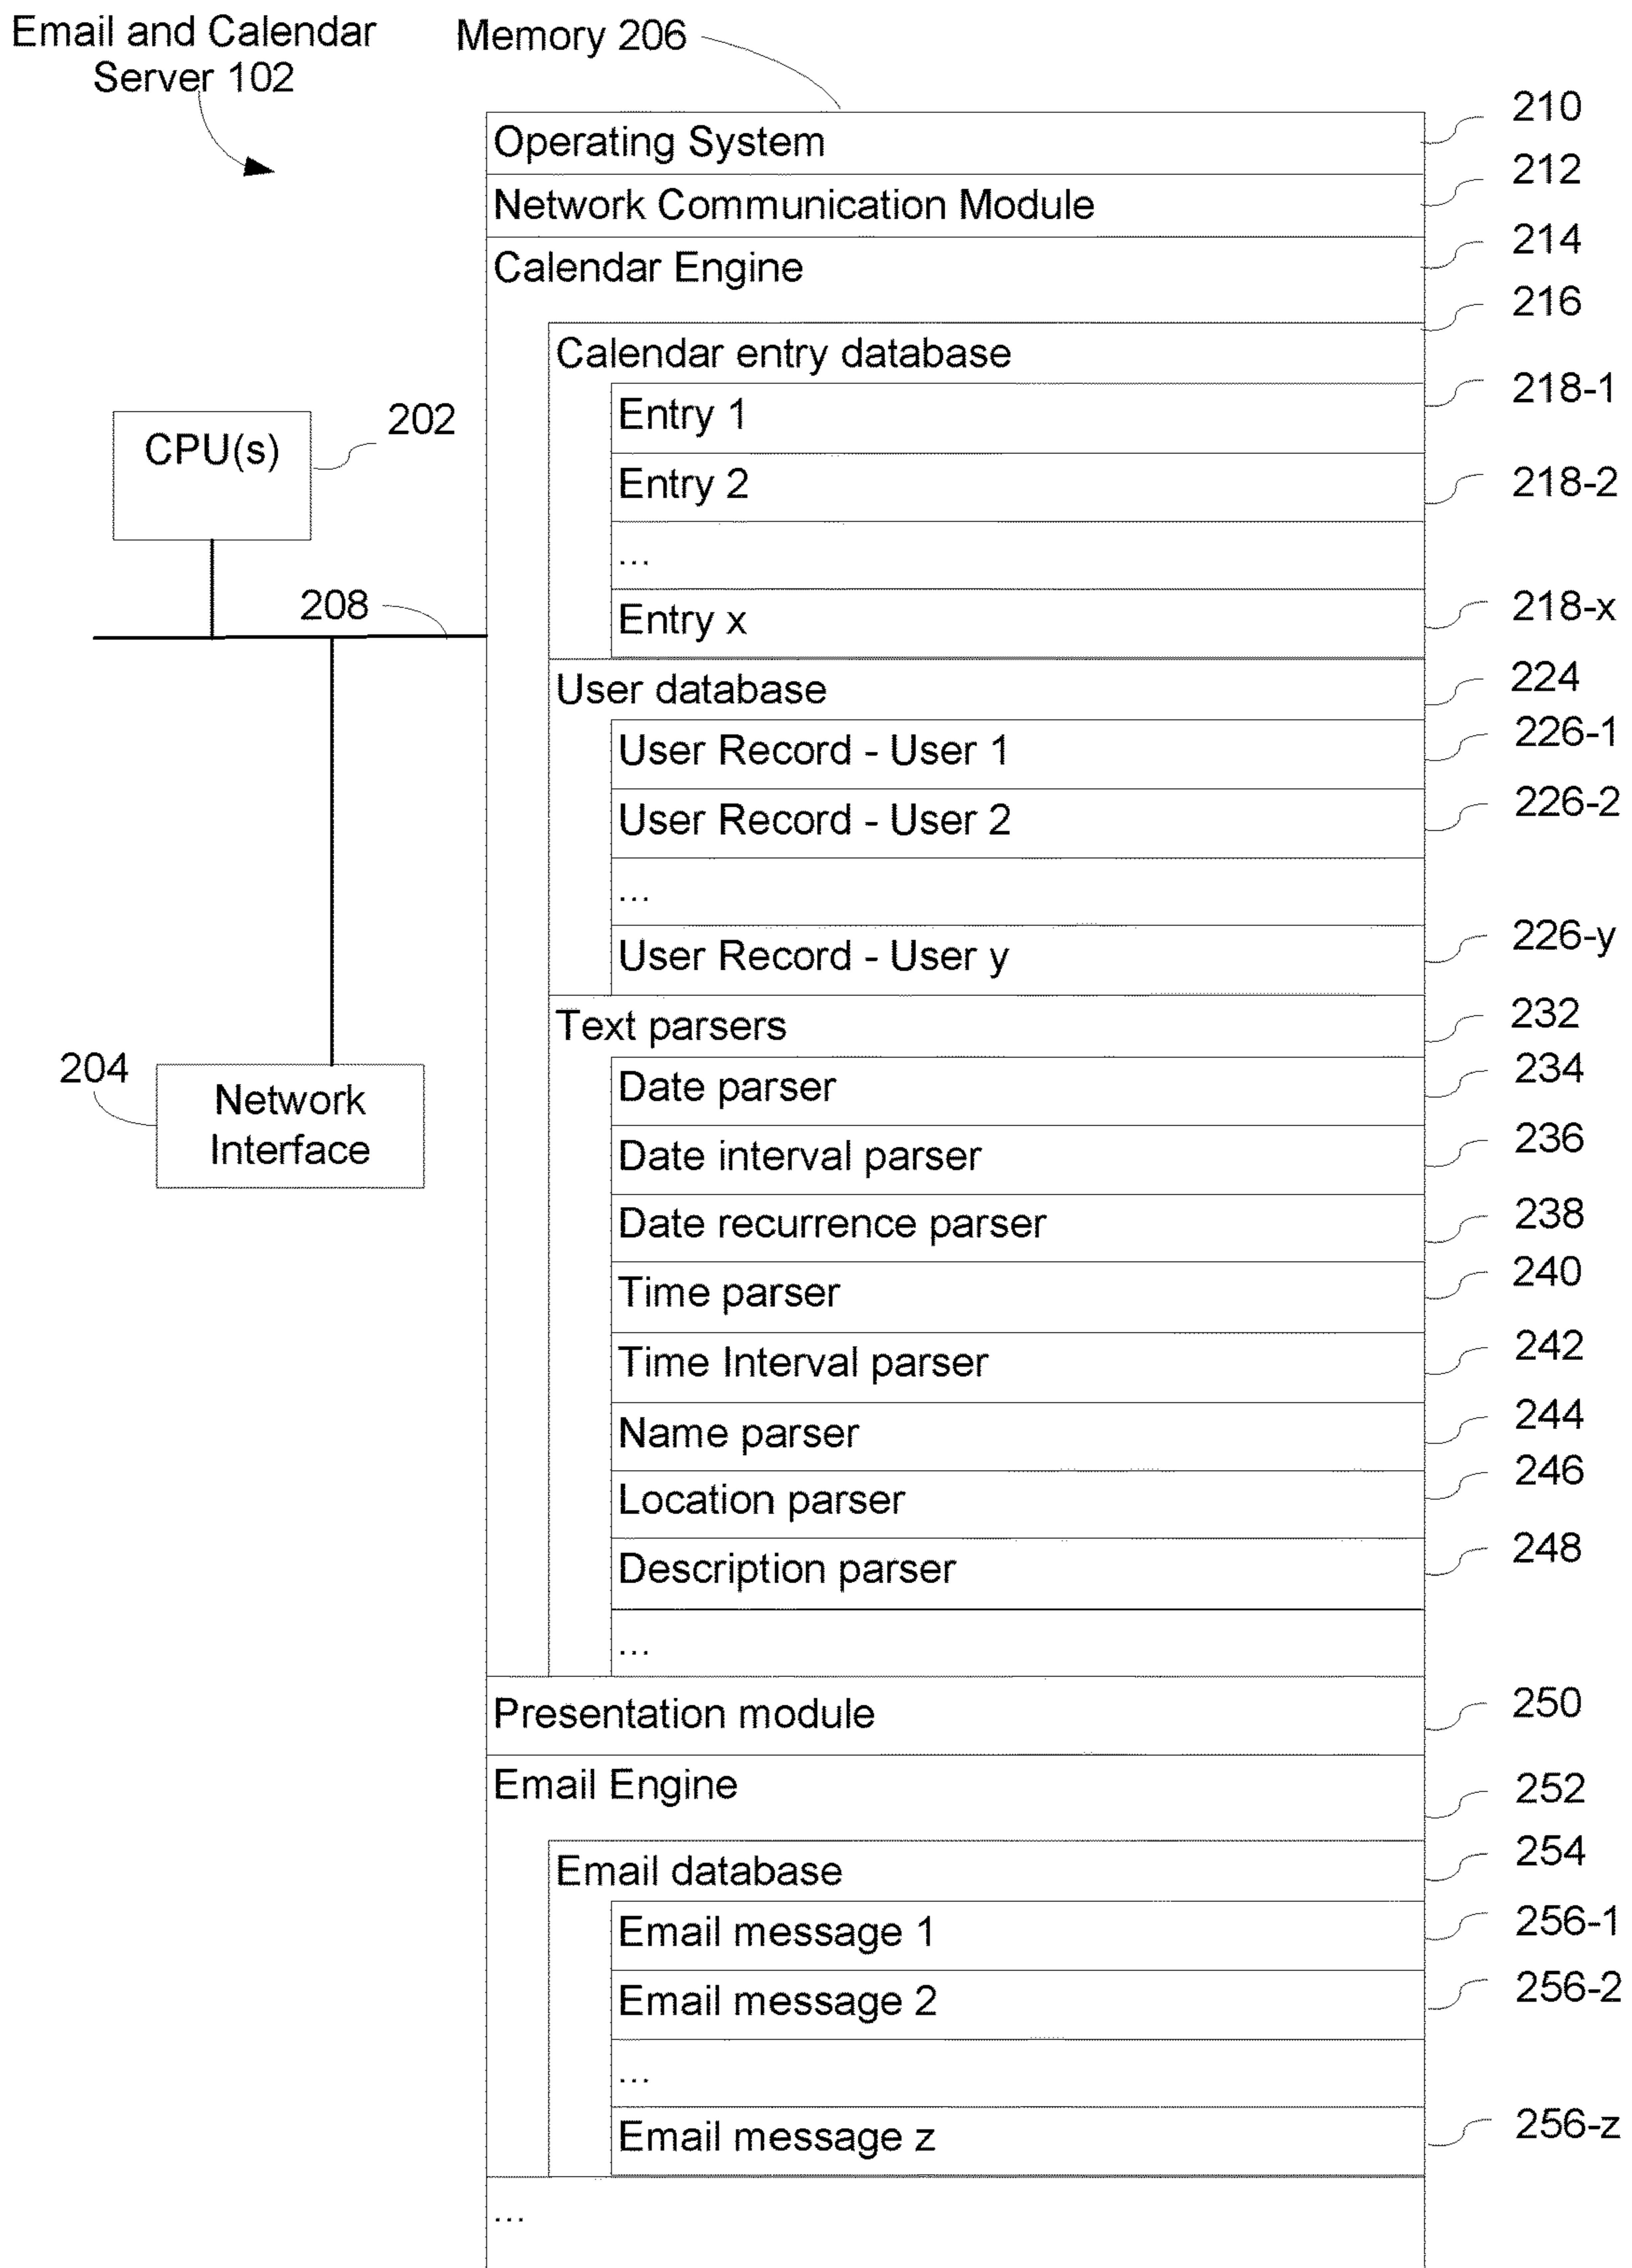 Email and Calendar
Server 102
Memory 206
Operating System
210
Network Communication Module
212
Calendar Engine
214
216
Calendar entry database
Entry 1
218-1
Entry 2
218-2
...
Entry x
218-x
CPU(s)
202
208
User database
224
User Record - User 1
226-1
User Record - User 2
226-2
...
User Record - User y
226-y
Text parsers
232
Date parser
234
204
Network
Interface
Date interval parser
236
Date recurrence parser
238
Time parser
240
Time Interval parser
242
Name parser
244
Location parser
246
Description parser
248
...
Presentation module
250
Email Engine
252
Email database
254
Email message 1
256-1
Email message 2
256-2
...
Email message z
256-z
...